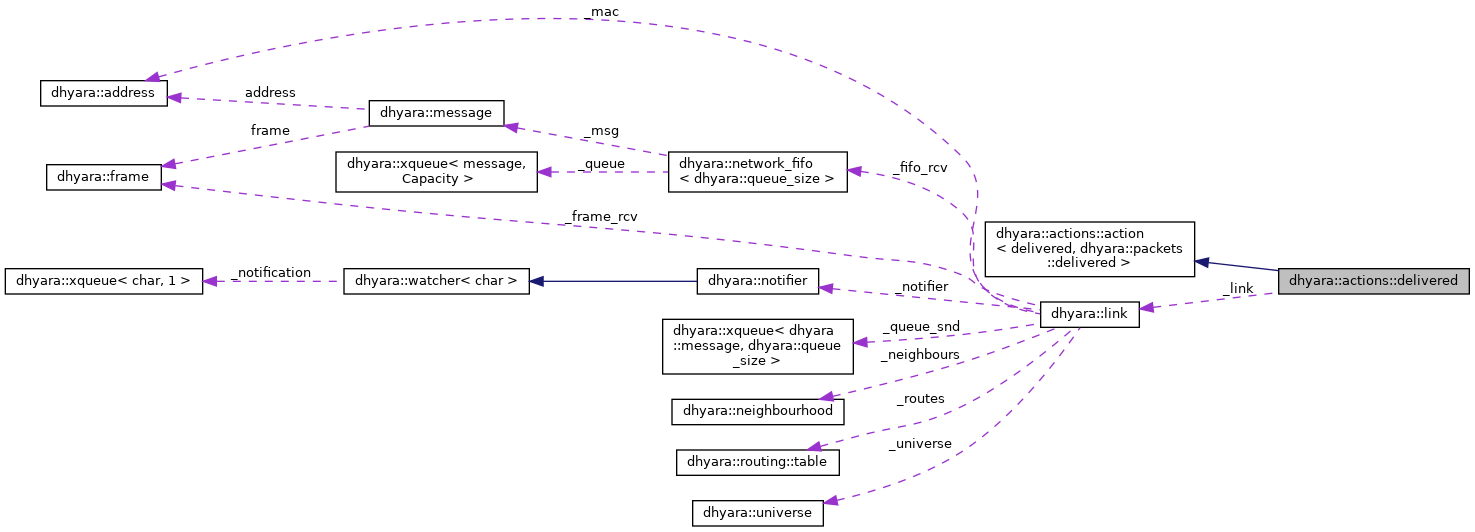 _mac
dhyara::address
address
dhyara::message
frame
_msg
dhyara::xqueue< message,
Capacity >
_queue
dhyara::network_fifo
< dhyara::queue_size >
_fifo_rcv
dhyara::frame
_frame_rcv
dhyara::actions::action
< delivered, dhyara::packets
::delivered >
dhyara::xqueue< char, 1 >
_notification
dhyara::watcher< char >
dhyara::notifier
_notifier
dhyara::actions::delivered
_link
dhyara::link
dhyara::xqueue< dhyara
::message, dhyara::queue
_size >
_queue_snd
_neighbours
dhyara::neighbourhood
_routes
dhyara::routing::table
_universe
dhyara::universe